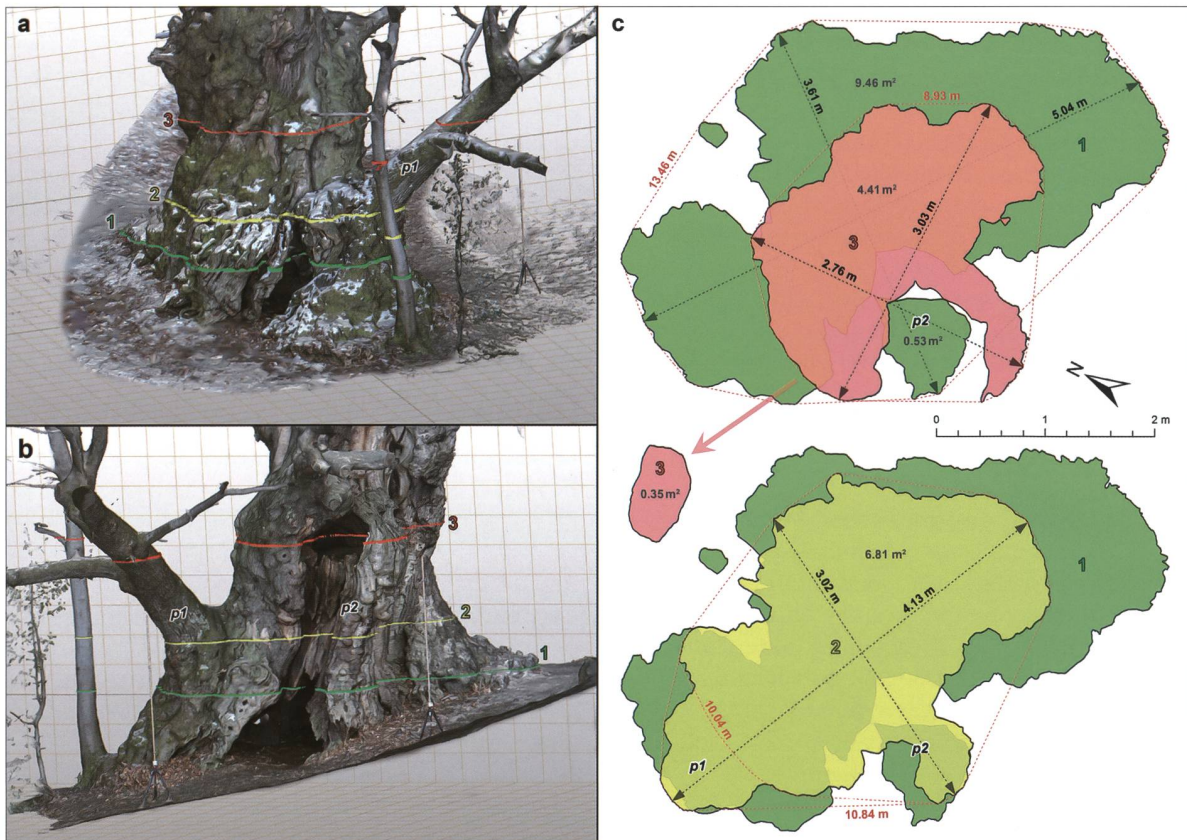 a
3
p1
2
1
b
3
p1
p2
2
1
c
3.61 m
9.46 m²
8.93 m
5.04 m
1
13.46 m
4.41 m²
3.03 m
3
2.76 m
p2
0.53 m²
N
0 1 2 m
3
0.35 m²
6.81 m²
3.02 m
4.13 m
1
2
10.04 m
p1
p2
10.84 m